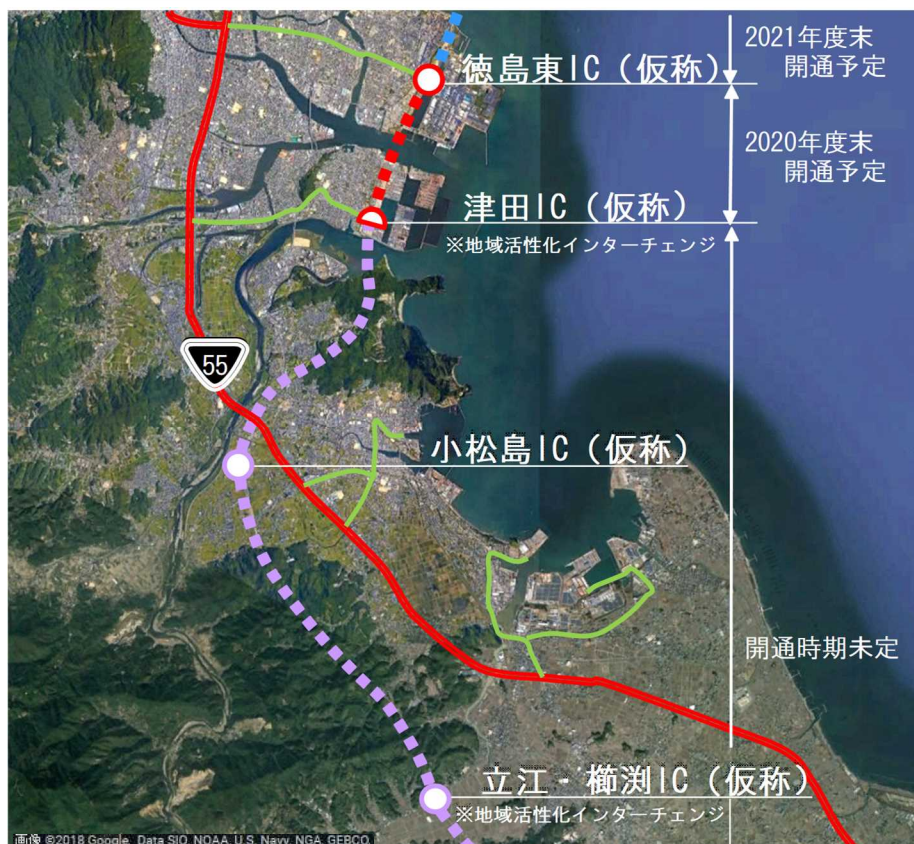 2021年度末
開通予定
徳島東IC（仮称）
2020年度末
開通予定
津田IC（仮称）
※地域活性化インターチェンジ
55
小松島IC（仮称）
開通時期未定
立江・櫛渕IC（仮称）
※地域活性化インターチェンジ
画像 ©2018 Google, Data SIO, NOAA, U.S. Navy, NGA, GEBCO